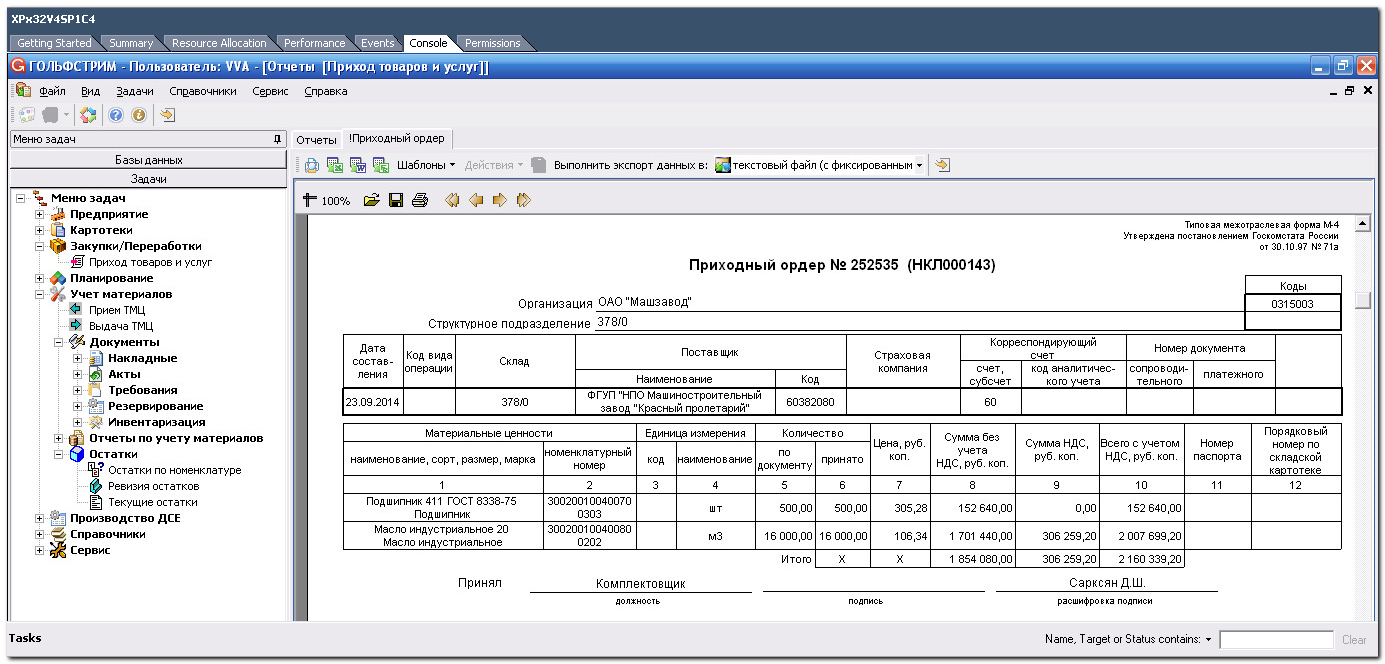 XPx32V4SP1C4
Getting Started Summary Resource Allocation Performance Events Console Permissions
ГОЛЬФСТРИМ - Пользователь: VVA - [Отчеты [Приход товаров и услуг]]
Файл Вид Задачи Справочники Сервис Справка
Меню задач
Базы данных
Задачи
Меню задач
Предприятие
Картотеки
Закупки/Переработки
Приход товаров и услуг
Планирование
Учет материалов
Прием ТМЦ
Выдача ТМЦ
Документы
Накладные
Акты
Требования
Резервирование
Инвентаризация
Отчеты по учету материалов
Остатки
Остатки по номенклатуре
Ревизия остатков
Текущие остатки
Производство ДСЕ
Справочники
Сервис
Отчеты !Приходный ордер
Шаблоны Действия Выполнить экспорт данных в: текстовый файл (с фиксированным
100%
Типовая межотраслевая форма М-4
Утверждена постановлением Госкомстата России
от 30.10.97 № 71а
Приходный ордер № 252535 (НКЛ000143)
Коды
Организация ОАО "Машзавод" 0315003
Структурное подразделение 378/0
Дата состав- ления
Код вида операции
Склад
Поставщик
Наименование
Код
Страховая компания
Корреспондирующий счет
счет, субсчет
код аналитичес- кого учета
Номер документа
сопроводи- тельного
платежного
23.09.2014 378/0 ФГУП "НПО Машиностроительный завод "Красный пролетарий" 60382080 60
Материальные ценности
наименование, сорт, размер, марка
номенклатурный номер
Единица измерения
код
наименование
Количество
по документу
принято
Цена, руб. коп.
Сумма без учета НДС, руб. коп.
Сумма НДС, руб. коп.
Всего с учетом НДС, руб. коп.
Номер паспорта
Порядковый номер по складской картотеке
1 2 3 4 5 6 7 8 9 10 11 12
Подшипник 411 ГОСТ 8338-75 Подшипник 30020010040070 0303 шт 500,00 500,00 305,28 152 640,00 0,00 152 640,00
Масло индустриальное 20 Масло индустриальное 30020010040080 0202 м3 16 000,00 16 000,00 106,34 1 701 440,00 306 259,20 2 007 699,20
Итого X X 1 854 080,00 306 259,20 2 160 339,20
Принял Комплектовщик Сарксян Д.Ш.
должность подпись расшифровка подписи
Tasks Name, Target or Status contains: Clear